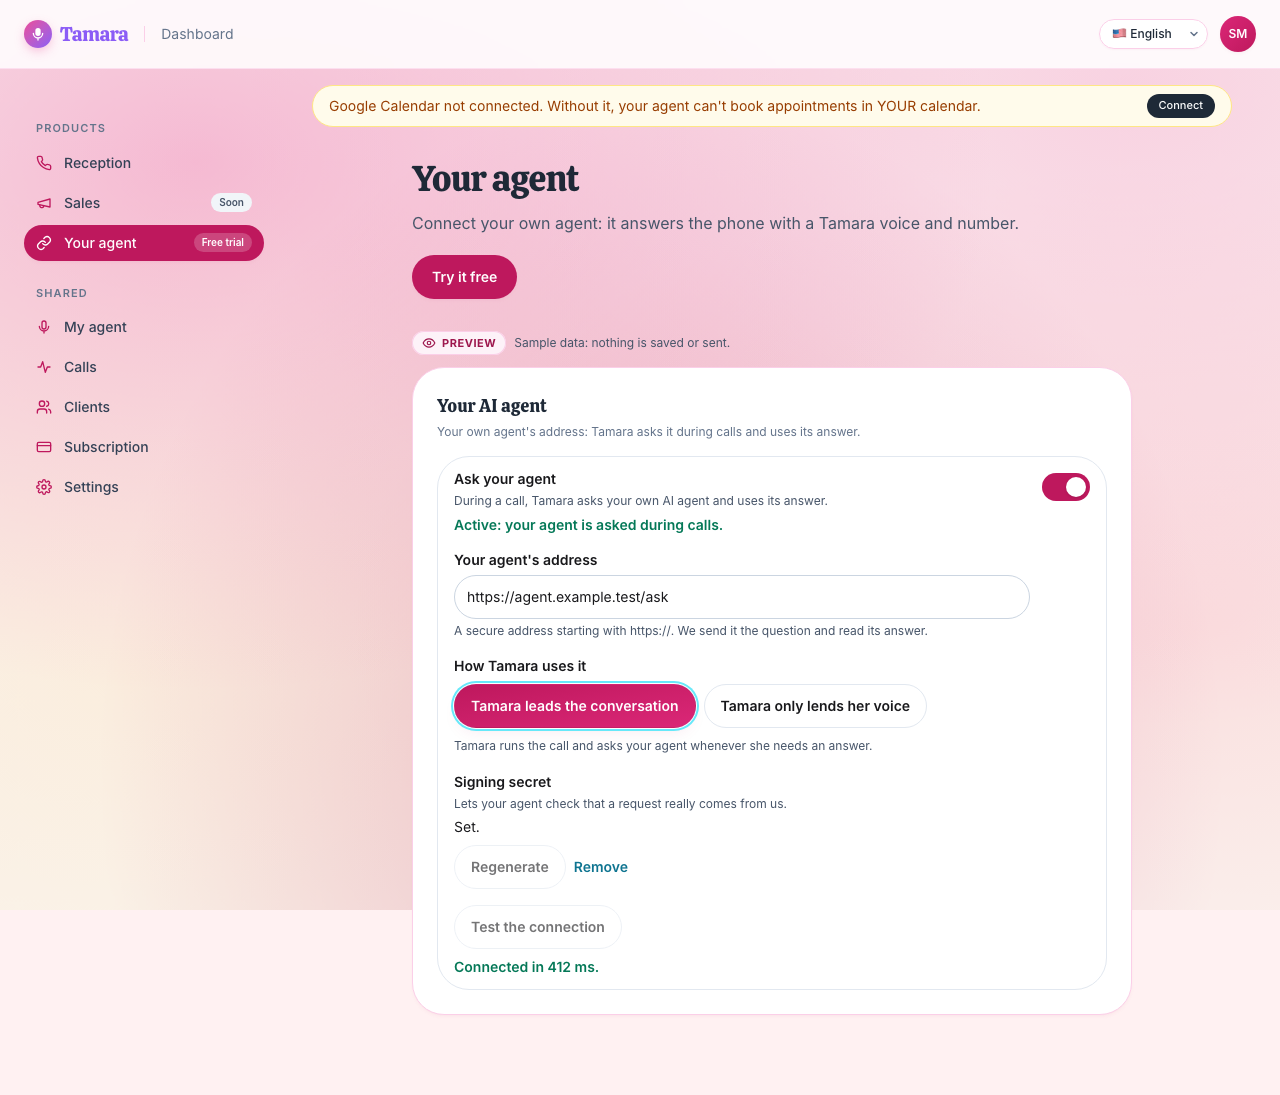 Tamara
Dashboard
English
SM
Google Calendar not connected. Without it, your agent can't book appointments in YOUR calendar.
Connect
PRODUCTS
Reception
Sales
Soon
Your agent
Free trial
SHARED
My agent
Calls
Clients
Subscription
Settings
Your agent
Connect your own agent: it answers the phone with a Tamara voice and number.
Try it free
PREVIEW
Sample data: nothing is saved or sent.
Your AI agent
Your own agent's address: Tamara asks it during calls and uses its answer.
Ask your agent
During a call, Tamara asks your own AI agent and uses its answer.
Active: your agent is asked during calls.
Your agent's address
https://agent.example.test/ask
A secure address starting with https://. We send it the question and read its answer.
How Tamara uses it
Tamara leads the conversation
Tamara only lends her voice
Tamara runs the call and asks your agent whenever she needs an answer.
Signing secret
Lets your agent check that a request really comes from us.
Set.
Regenerate
Remove
Test the connection
Connected in 412 ms.